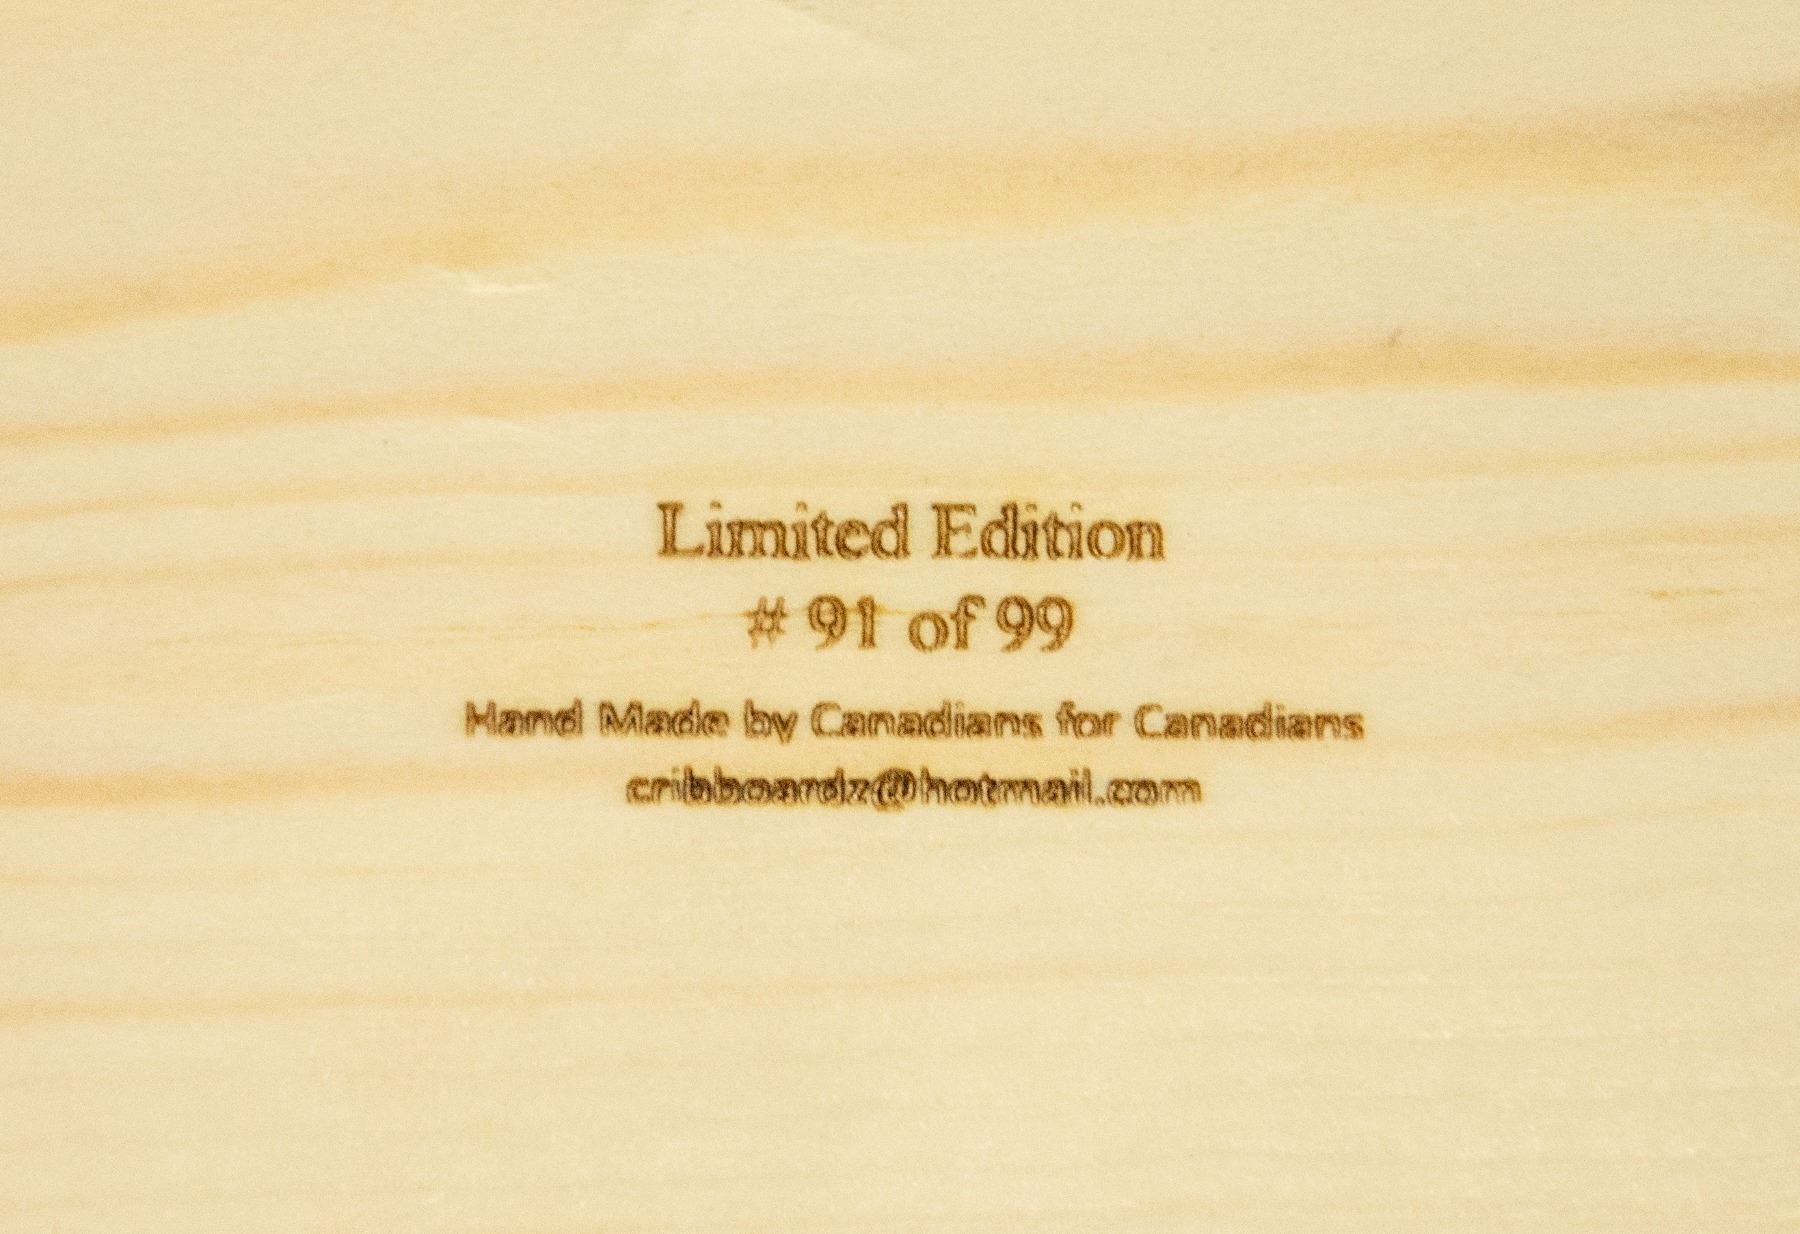 Limited Edition
# 91 of 99
Hand Made by Canadians for Canadians
cribboardz@hotmail.com